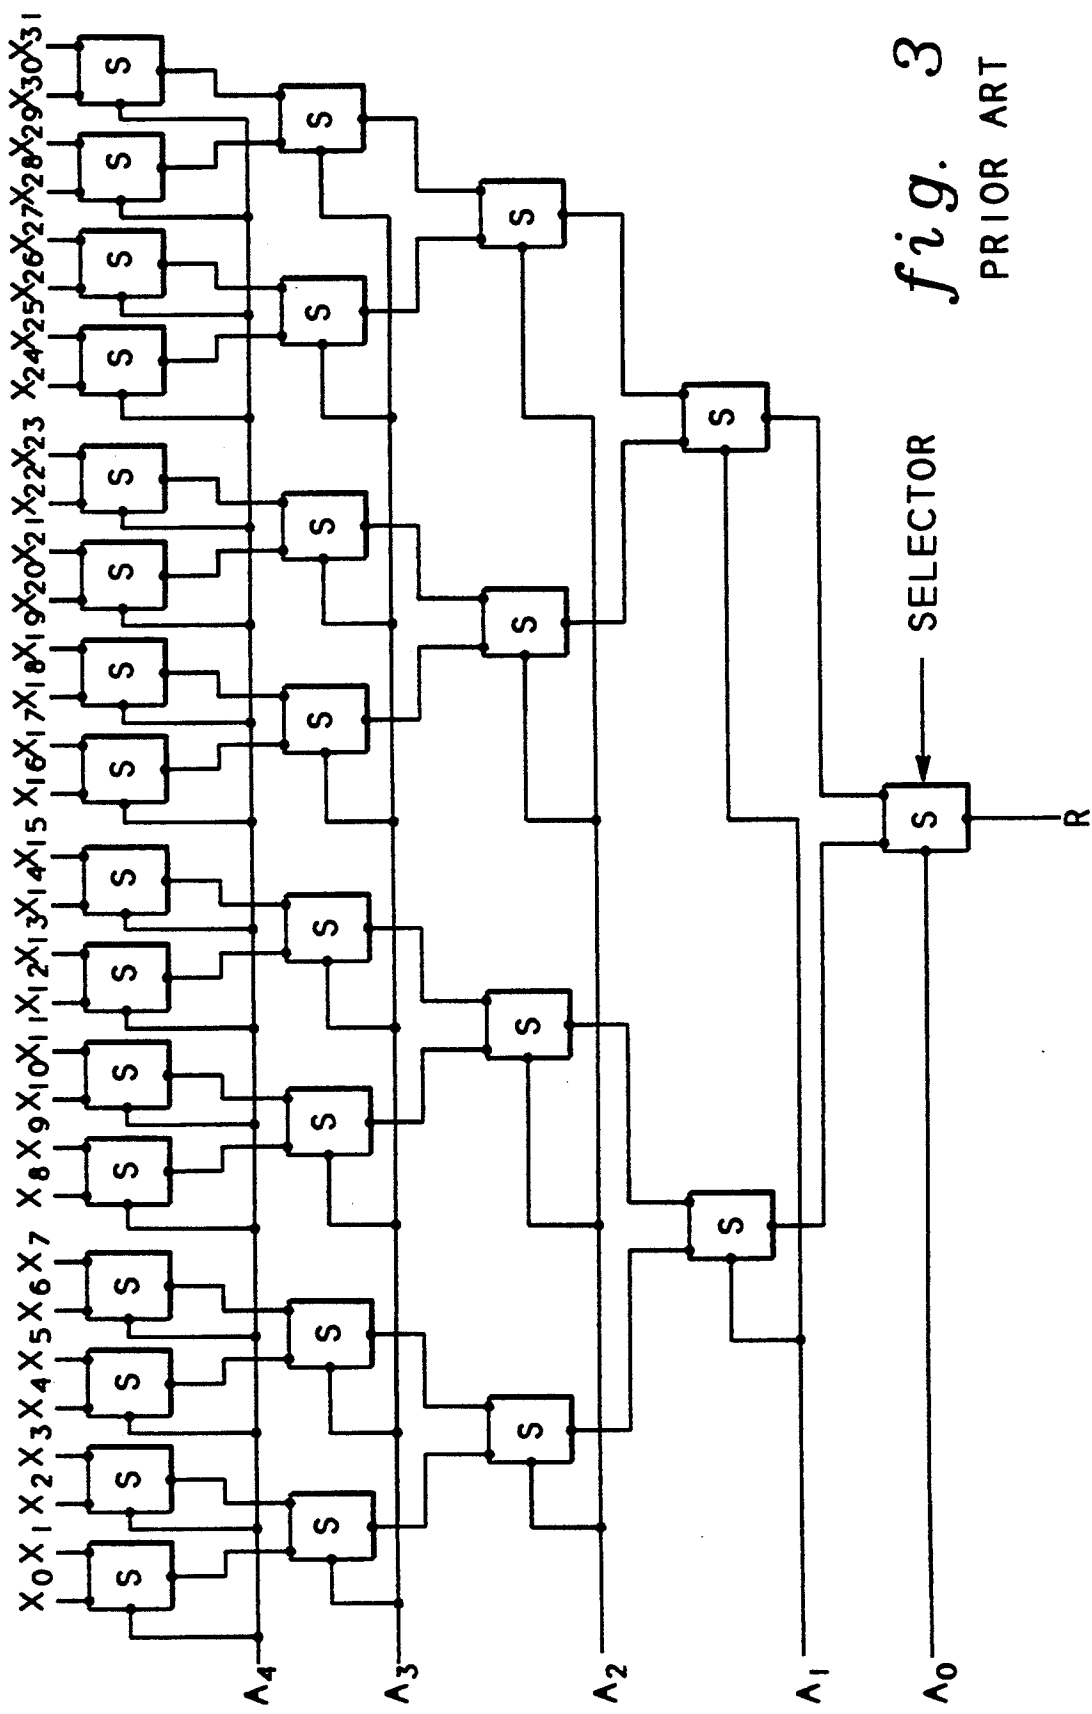 X0 X1 X2 X3 X4 X5 X6 X7 X8 X9 X10 X11 X12 X13 X14 X15 X16 X17 X18 X19 X20 X21 X22 X23 X24 X25 X26 X27 X28 X29 X30 X31
S S S S S S S S S S S S S S S S
A4
S S S S S S S S
A3
S S S S
A2
S S
A1
SELECTOR
S
A0
R
fig. 3
PRIOR ART